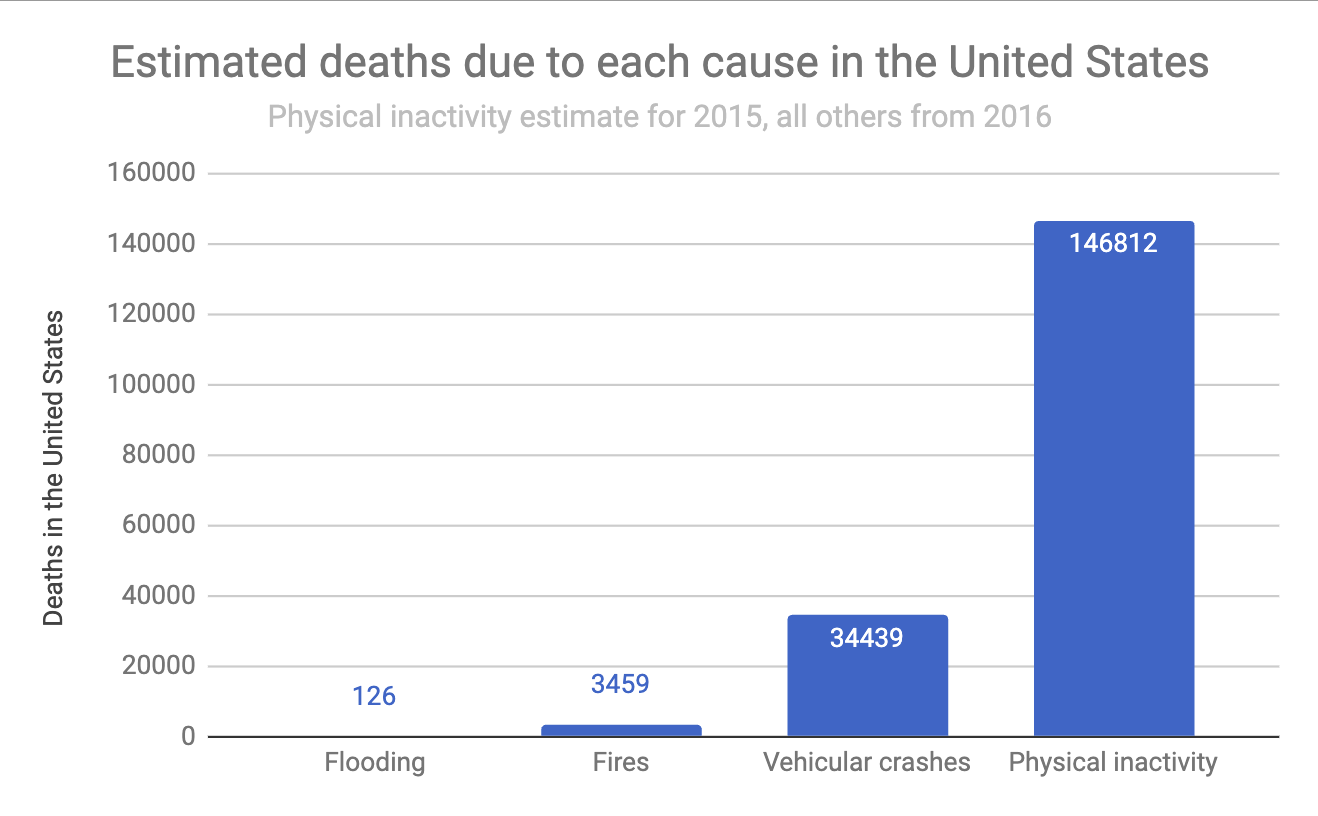 Estimated deaths due to each cause in the United States
Physical inactivity estimate for 2015, all others from 2016
160000
140000
120000
100000
80000
60000
40000
20000
0
Deaths in the United States
126
3459
34439
146812
Flooding
Fires
Vehicular crashes
Physical inactivity